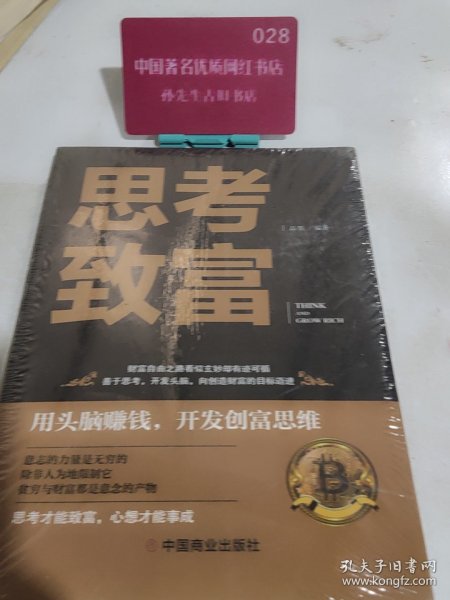 028
中国著名优质网红书店
孙先生古旧书店
思考
致富
编著
THINK
AND
GROW RICH
财富自由之路看似玄妙却有迹可循
善于思考，开发头脑，向创造财富的目标迈进
用头脑赚钱，开发创富思维
意志的力量是无穷的
除非人为地限制它
贫穷与财富都是意念的产物
思考才能致富，心想才能事成
中国商业出版社
孔夫子旧书网
www.kongfz.com